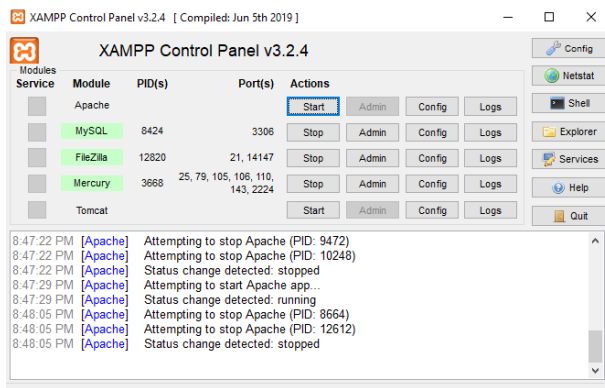 XAMPP Control Panel v3.2.4 [ Compiled: Jun 5th 2019 ]
XAMPP Control Panel v3.2.4
Config
Modules
Service Module PID(s) Port(s) Actions
Netstat
Apache Start Admin Config Logs
Shell
MySQL 8424 3306 Stop Admin Config Logs
Explorer
FileZilla 12820 21, 14147 Stop Admin Config Logs
Services
Mercury 3668 25, 79, 105, 106, 110, 143, 2224 Stop Admin Config Logs
Help
Tomcat Start Admin Config Logs
Quit
8:47:22 PM [Apache] Attempting to stop Apache (PID: 9472)
8:47:22 PM [Apache] Attempting to stop Apache (PID: 10248)
8:47:22 PM [Apache] Status change detected: stopped
8:47:29 PM [Apache] Attempting to start Apache app...
8:47:29 PM [Apache] Status change detected: running
8:48:05 PM [Apache] Attempting to stop Apache (PID: 8664)
8:48:05 PM [Apache] Attempting to stop Apache (PID: 12612)
8:48:05 PM [Apache] Status change detected: stopped